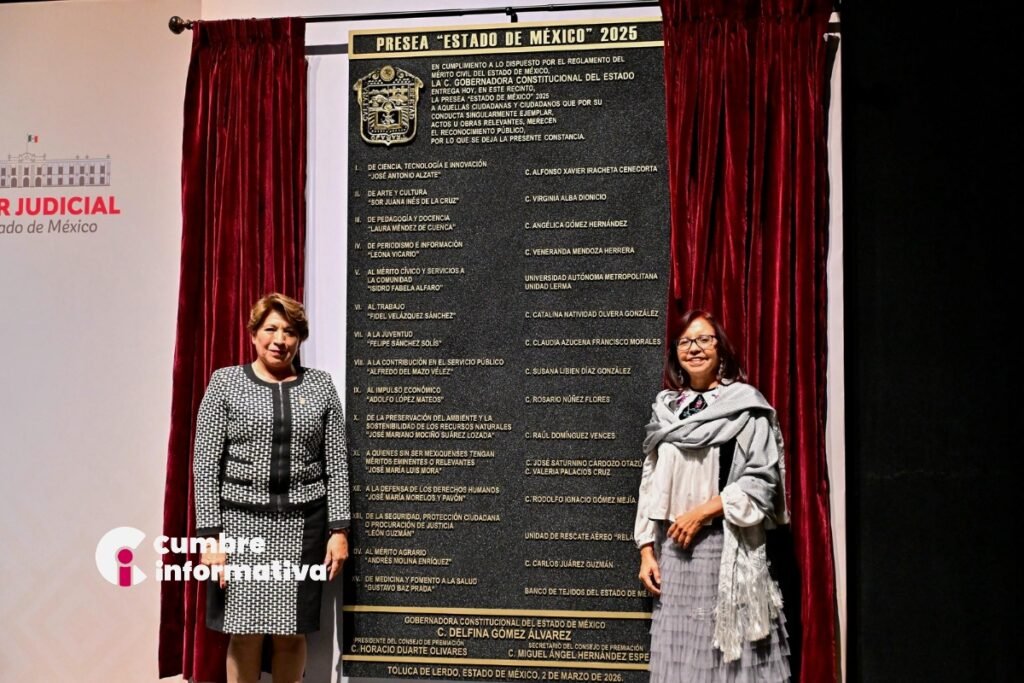 PRESEA “ESTADO DE MÉXICO” 2025
EN CUMPLIMIENTO A LO DISPUESTO POR EL REGLAMENTO DEL
MÉRITO CIVIL DEL ESTADO DE MÉXICO,
LA C. GOBERNADORA CONSTITUCIONAL DEL ESTADO
ENTREGA HOY, EN ESTE RECINTO,
LA PRESEA “ESTADO DE MÉXICO” 2025
A AQUELLAS CIUDADANAS Y CIUDADANOS QUE POR SU
CONDUCTA SINGULARMENTE EJEMPLAR,
ACTOS U OBRAS RELEVANTES, MERECEN
EL RECONOCIMIENTO PÚBLICO,
POR LO QUE SE DEJA LA PRESENTE CONSTANCIA.
I. DE CIENCIA, TECNOLOGÍA E INNOVACIÓN
“JOSÉ ANTONIO ALZATE”
C. ALFONSO XAVIER IRACHETA CENECORTA
II. DE ARTE Y CULTURA
“SOR JUANA INÉS DE LA CRUZ”
C. VIRGINIA ALBA DIONICIO
III. DE PEDAGOGÍA Y DOCENCIA
“LAURA MÉNDEZ DE CUENCA”
C. ANGÉLICA GÓMEZ HERNÁNDEZ
IV. DE PERIODISMO E INFORMACIÓN
“LEONA VICARIO”
C. VENERANDA MENDOZA HERRERA
V. AL MÉRITO CÍVICO Y SERVICIOS A
LA COMUNIDAD
“ISIDRO FABELA ALFARO”
UNIVERSIDAD AUTÓNOMA METROPOLITANA
UNIDAD LERMA
VI. AL TRABAJO
“FIDEL VELÁZQUEZ SÁNCHEZ”
C. CATALINA NATIVIDAD OLVERA GONZÁLEZ
VII. A LA JUVENTUD
“FELIPE SÁNCHEZ SOLÍS”
C. CLAUDIA AZUCENA FRANCISCO MORALES
VIII. A LA CONTRIBUCIÓN EN EL SERVICIO PÚBLICO
“ALFREDO DEL MAZO VÉLEZ”
C. SUSANA LIBIEN DÍAZ GONZÁLEZ
IX. AL IMPULSO ECONÓMICO
“ADOLFO LÓPEZ MATEOS”
C. ROSARIO NÚÑEZ FLORES
X. DE LA PRESERVACIÓN DEL AMBIENTE Y LA
SOSTENIBILIDAD DE LOS RECURSOS NATURALES
“JOSÉ MARIANO MOCIÑO SUÁREZ LOZADA”
C. RAÚL DOMÍNGUEZ VENCES
XI. A QUIENES SIN SER MEXIQUENSES TENGAN
MÉRITOS EMINENTES O RELEVANTES
“JOSÉ MARÍA LUIS MORA”
C. JOSÉ SATURNINO CARDOZO OTAZÚ
C. VALERIA PALACIOS CRUZ
XII. A LA DEFENSA DE LOS DERECHOS HUMANOS
“JOSÉ MARÍA MORELOS Y PAVÓN”
C. RODOLFO IGNACIO GÓMEZ MEJÍA
XIII. DE LA SEGURIDAD, PROTECCIÓN CIUDADANA
O PROCURACIÓN DE JUSTICIA
“LEÓN GUZMÁN”
UNIDAD DE RESCATE AÉREO
XIV. AL MÉRITO AGRARIO
“ANDRÉS MOLINA ENRÍQUEZ”
C. CARLOS JUÁREZ GUZMÁN
XV. DE MEDICINA Y FOMENTO A LA SALUD
“GUSTAVO BAZ PRADA”
BANCO DE TEJIDOS DEL ESTADO DE
GOBERNADORA CONSTITUCIONAL DEL ESTADO DE MÉXICO
C. DELFINA GÓMEZ ÁLVAREZ
PRESIDENTE DEL CONSEJO DE PREMIACIÓN
C. HORACIO DUARTE OLIVARES
SECRETARIO DEL CONSEJO DE PREMIACIÓN
C. MIGUEL ÁNGEL HERNÁNDEZ
TOLUCA DE LERDO, ESTADO DE MÉXICO, 2 DE MARZO DE 2026.
R JUDICIAL
ado de México
cumbre
informativa